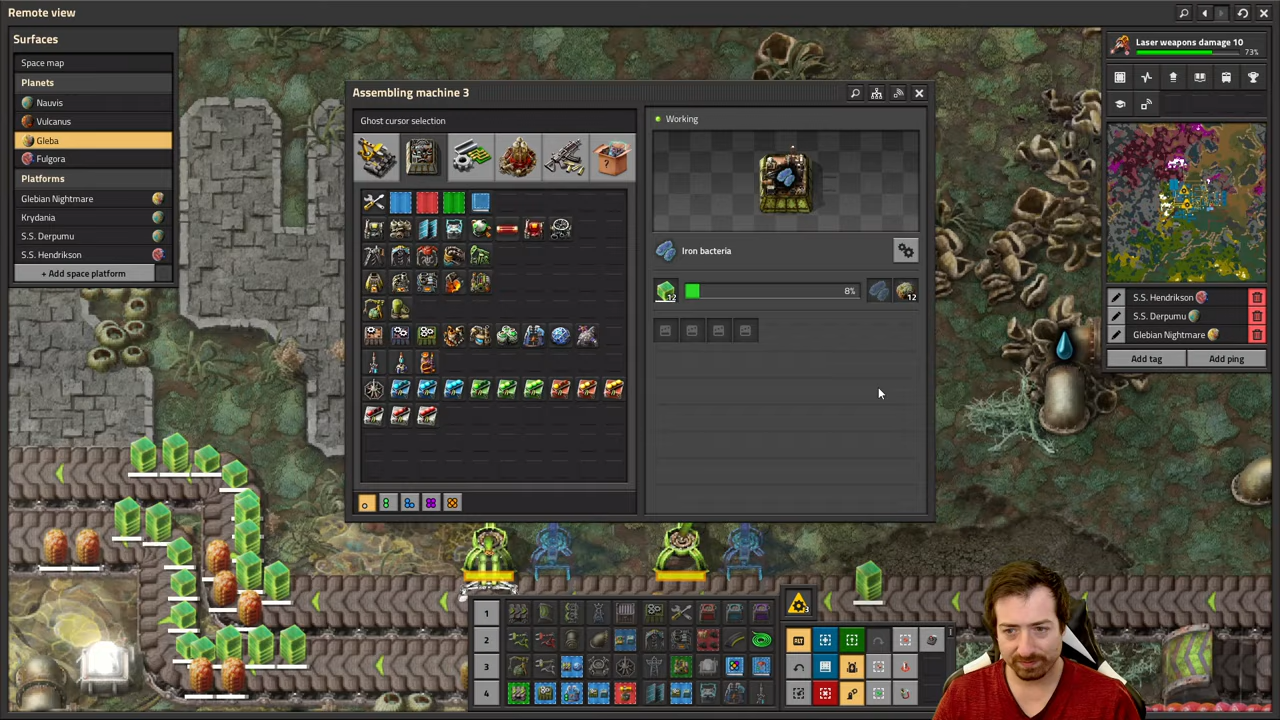 Remote view
Surfaces
Space map
Planets
Nauvis
Vulcanus
Gleba
Fulgora
Platforms
Glebian Nightmare
Krydania
S.S. Derpumu
S.S. Hendrikson
+ Add space platform
Assembling machine 3
Ghost cursor selection
?
Working
Iron bacteria
12
8%
12
Laser weapons damage 10
73%
S.S. Hendrikson
S.S. Derpumu
Glebian Nightmare
Add tag
Add ping
1
2
3
4
ALT